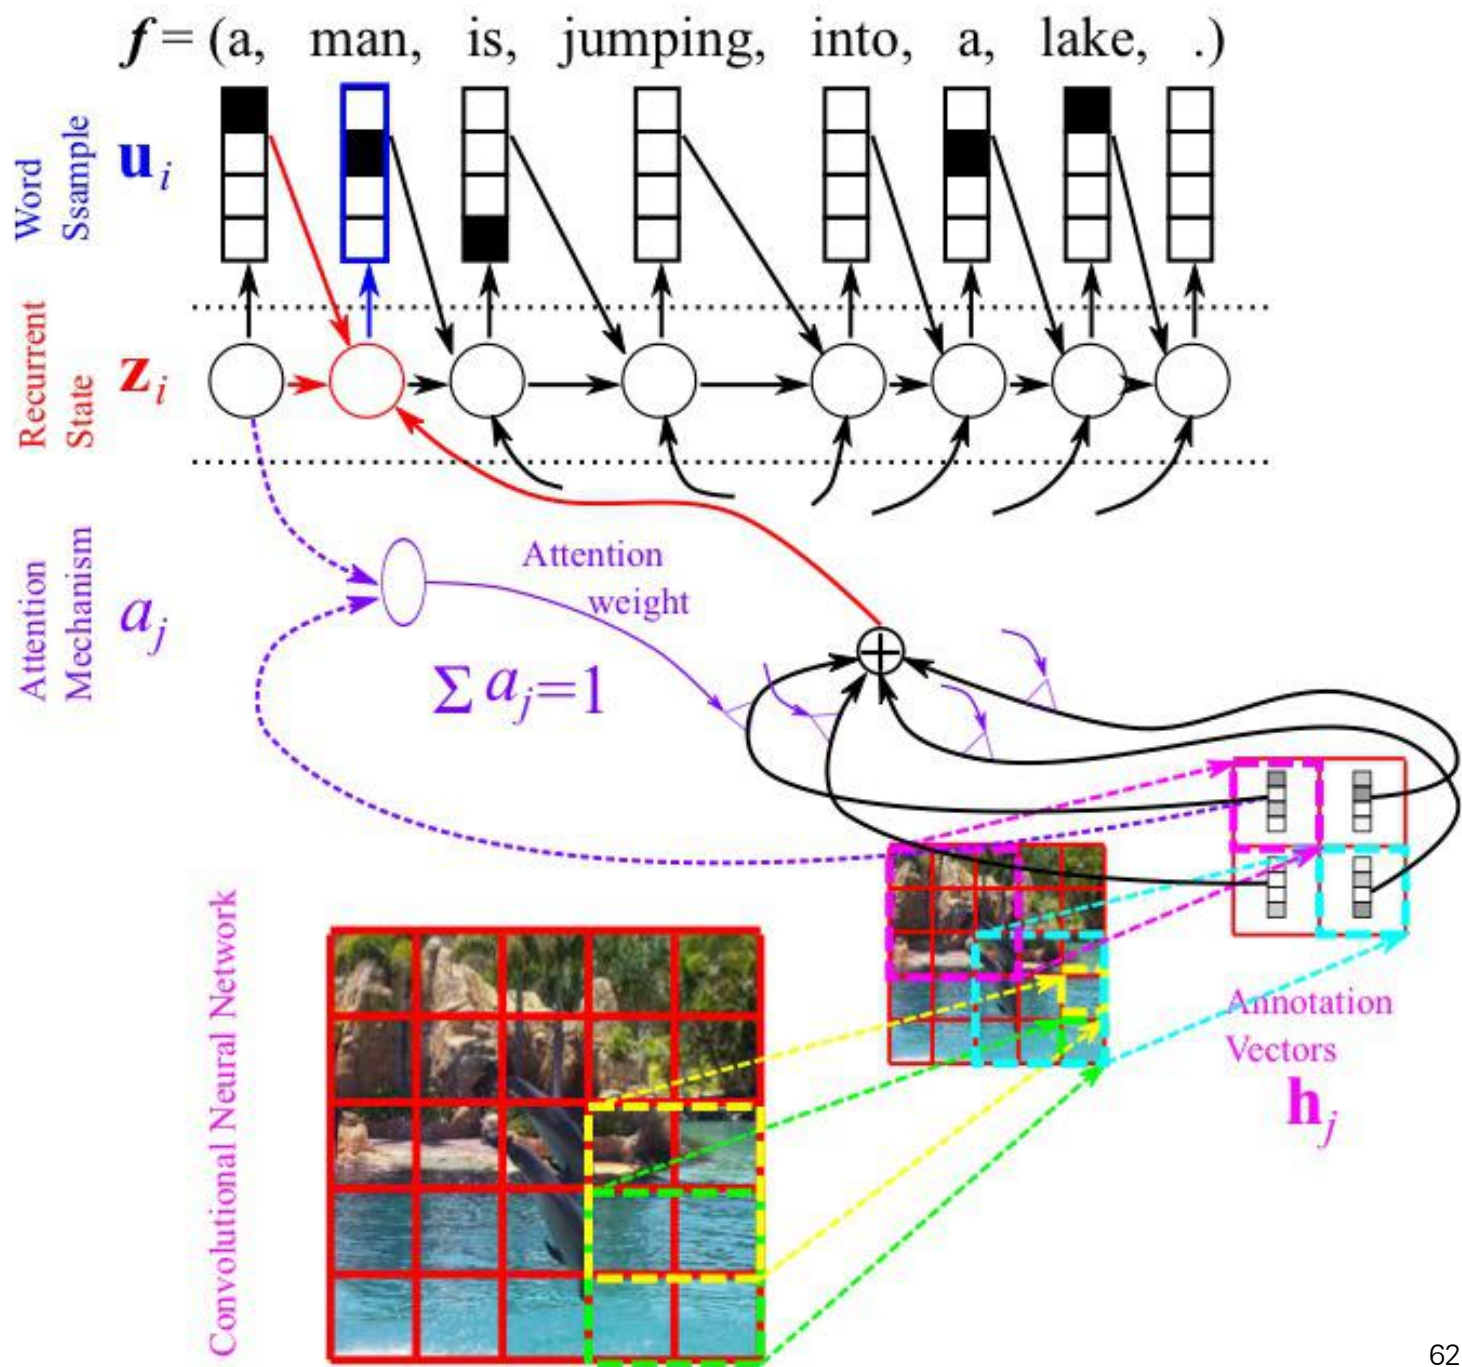 f = (a, man, is, jumping, into, a, lake, .)
Word
Ssample
u_i
Recurrent
State
z_i
Attention
Mechanism
a_j
Attention
weight
Σ a_j=1
Convolutional Neural Network
Annotation
Vectors
h_j
62